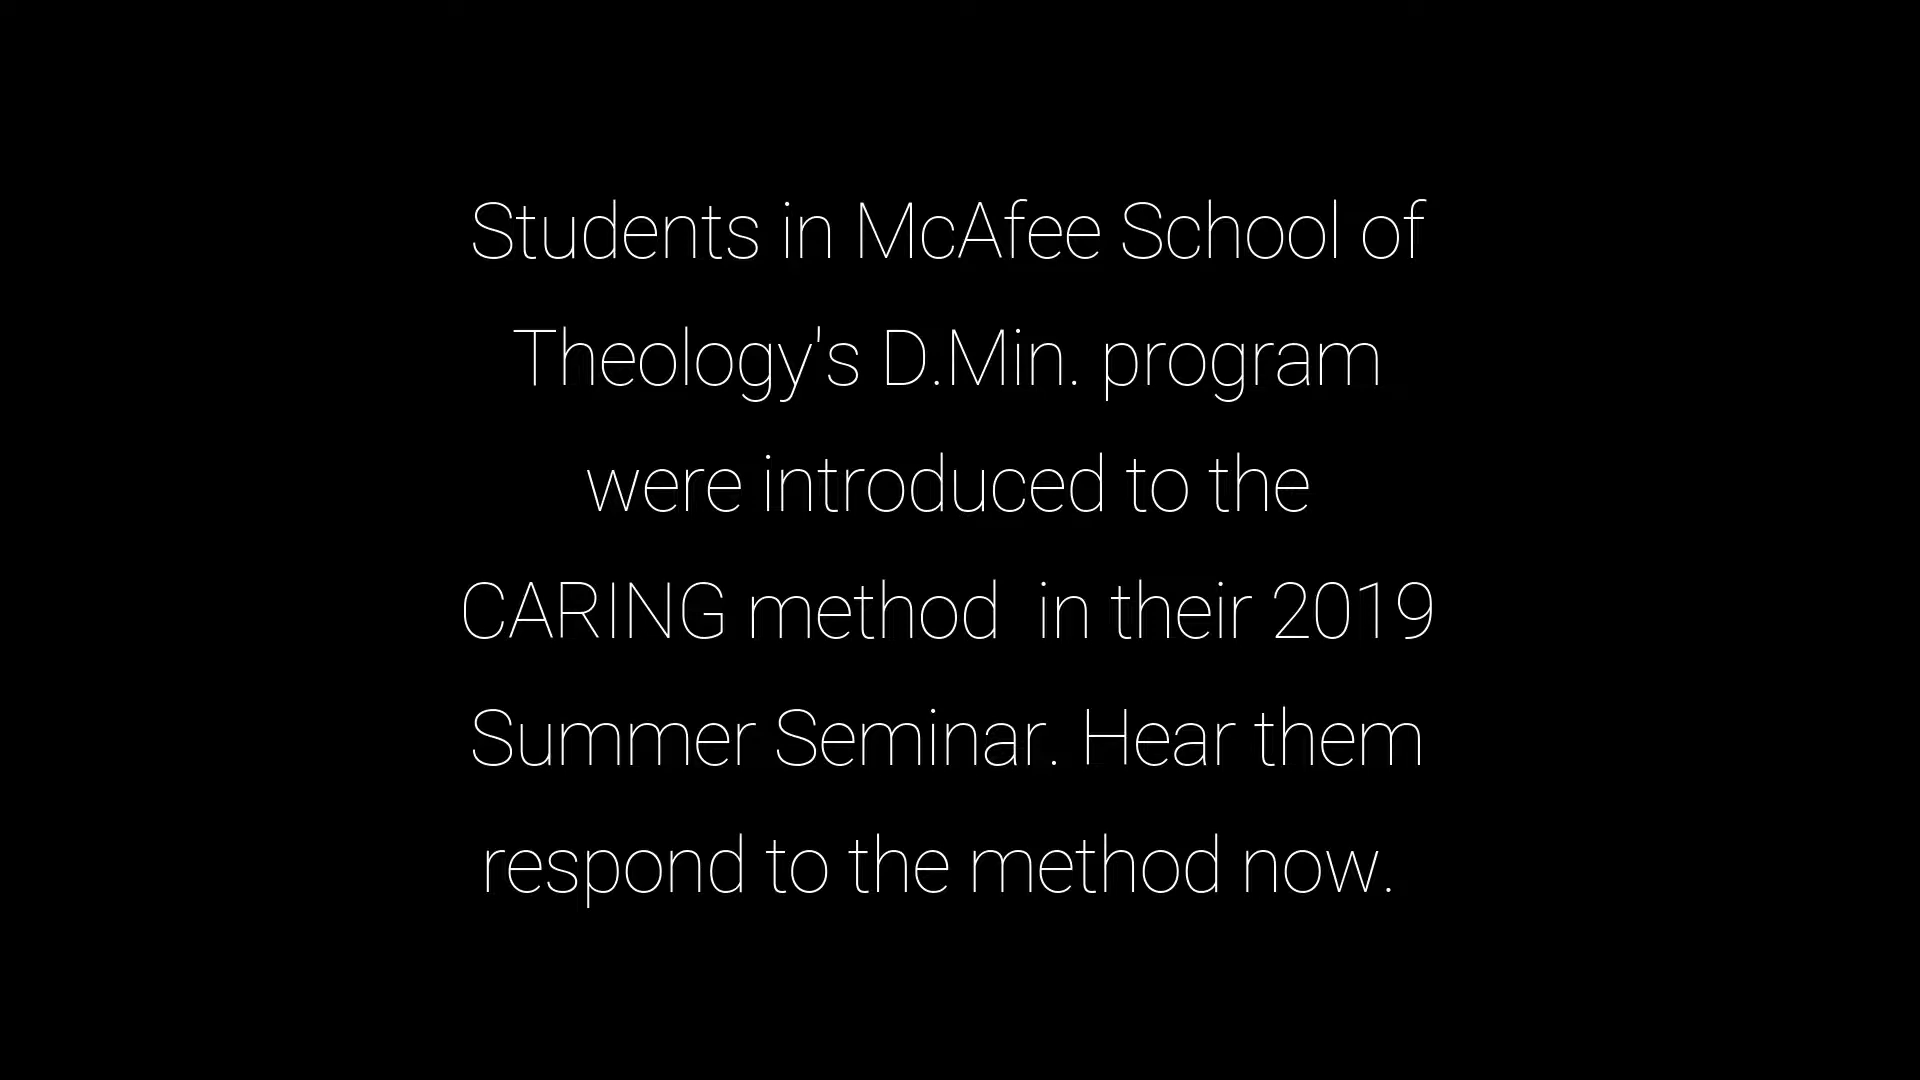 Students in McAfee School of
Theology's D.Min. program
were introduced to the
CARING method  in their 2019
Summer Seminar. Hear them
respond to the method now.